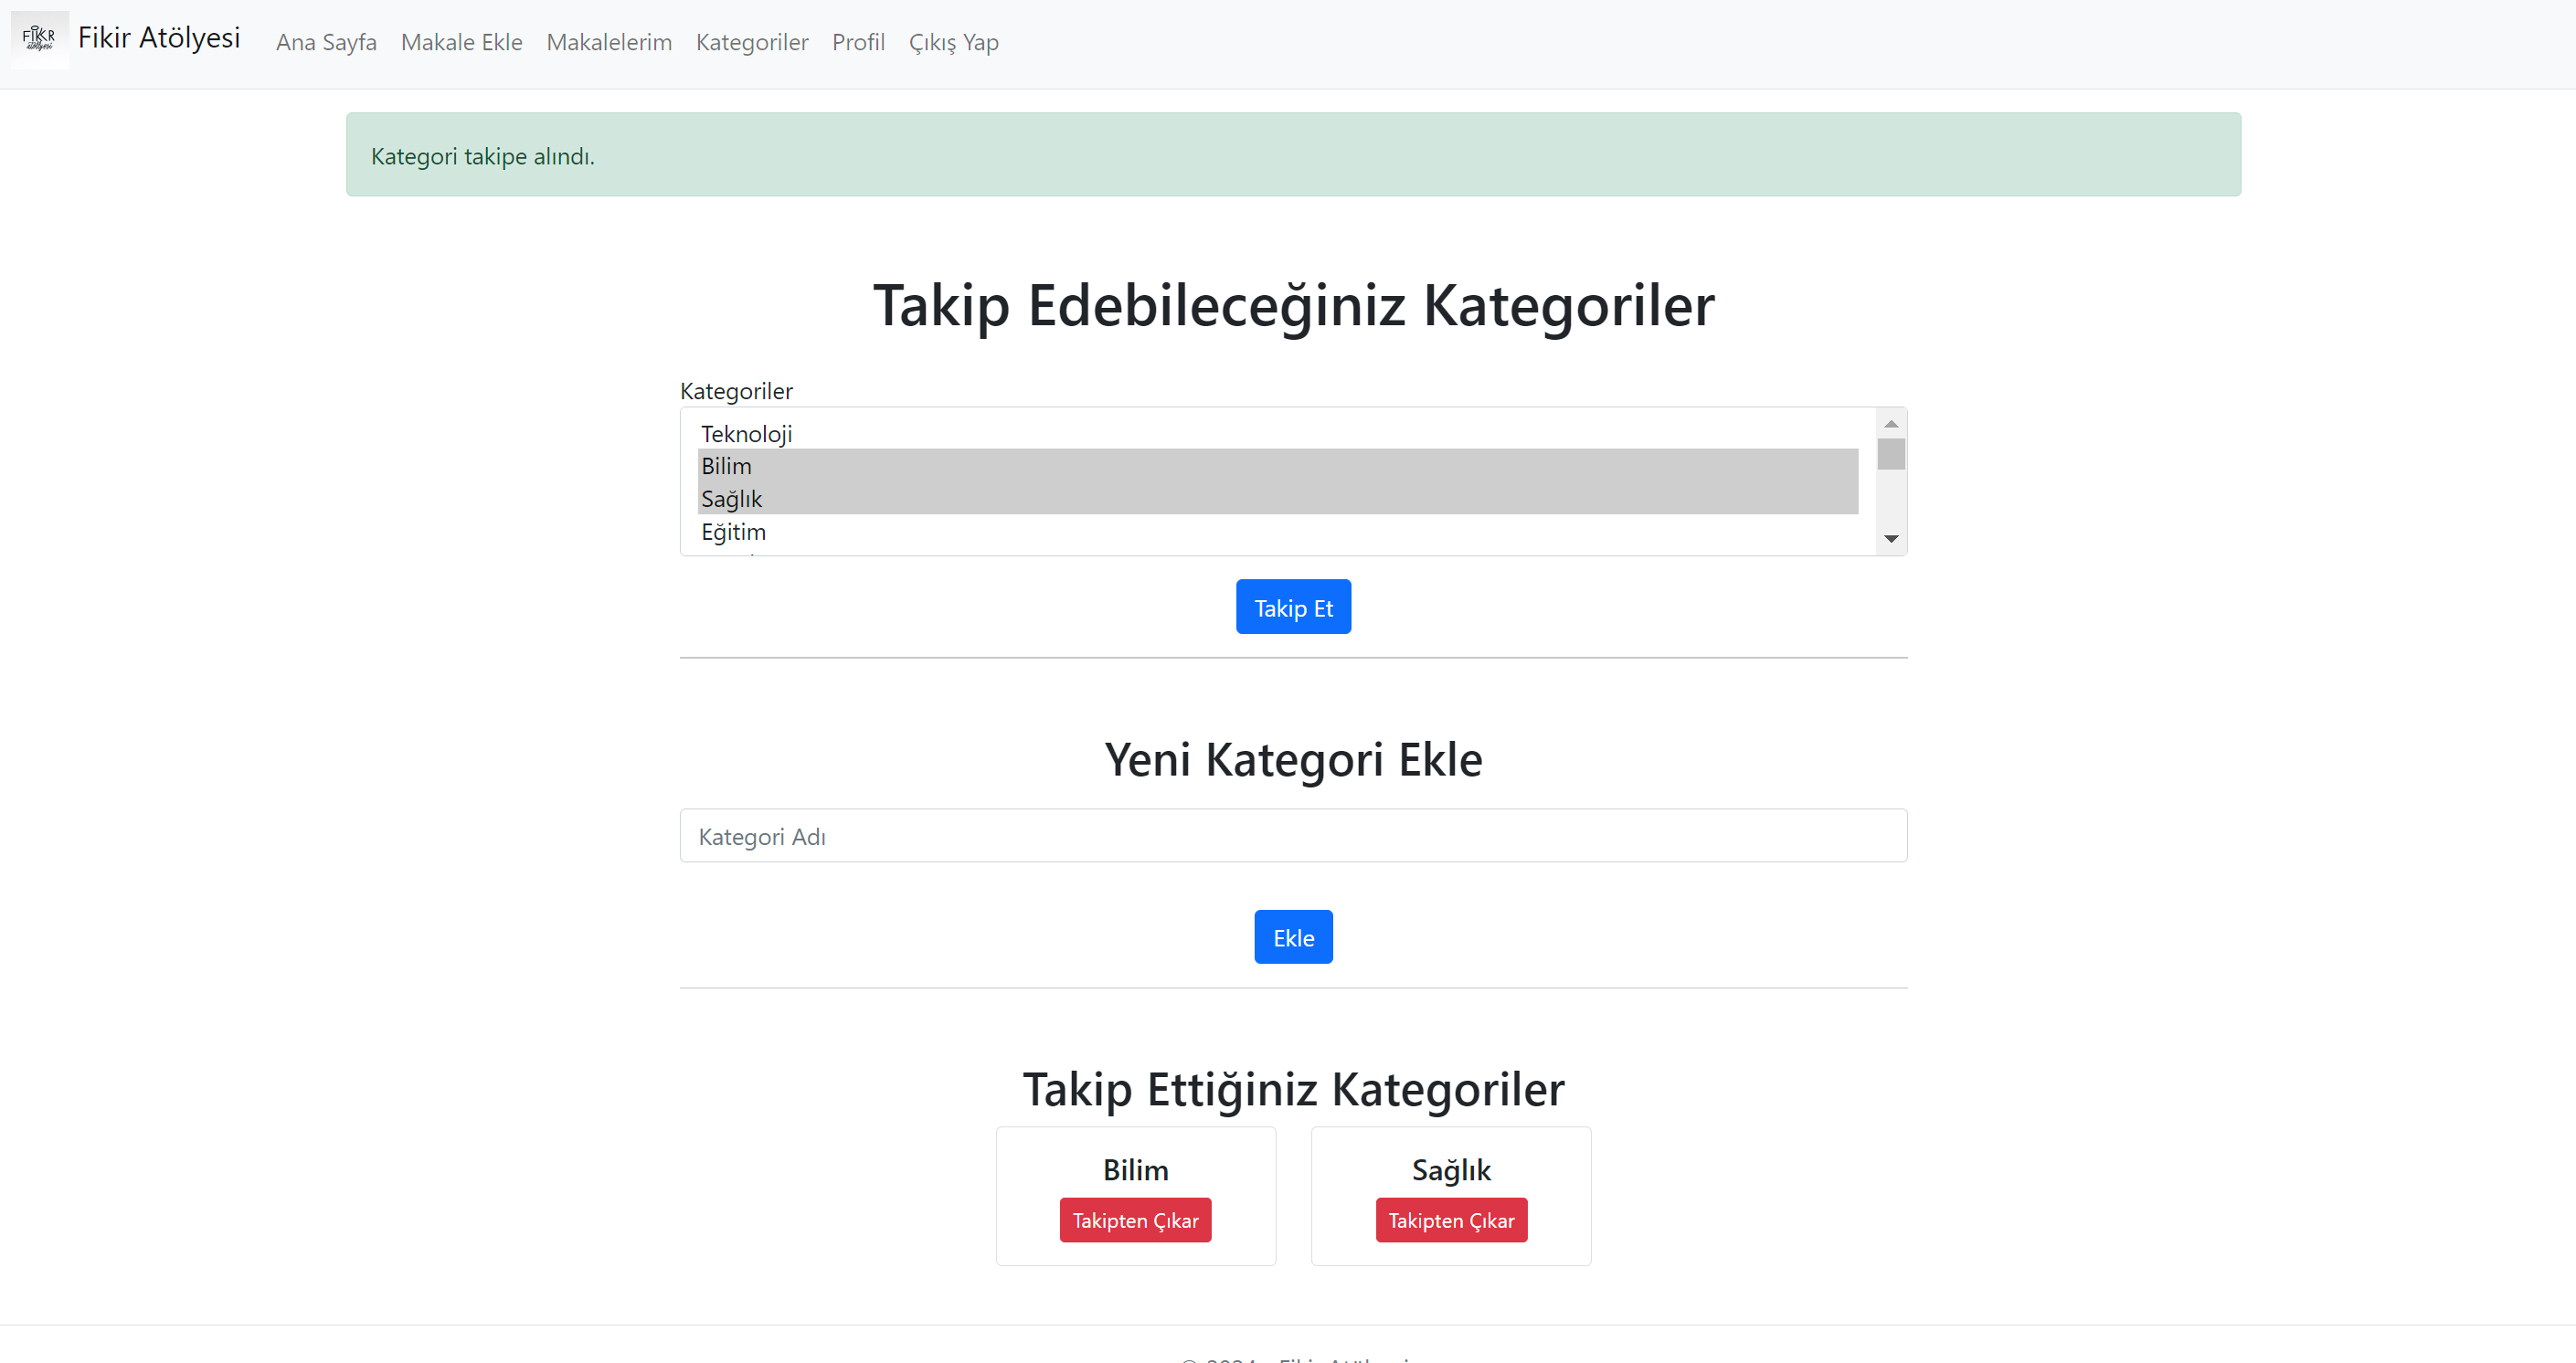 FİKR
atölyesi
Fikir Atölyesi Ana Sayfa Makale Ekle Makalelerim Kategoriler Profil Çıkış Yap
Kategori takipe alındı.
Takip Edebileceğiniz Kategoriler
Kategoriler
Teknoloji
Bilim
Sağlık
Eğitim
Takip Et
Yeni Kategori Ekle
Kategori Adı
Ekle
Takip Ettiğiniz Kategoriler
Bilim Sağlık
Takipten Çıkar Takipten Çıkar